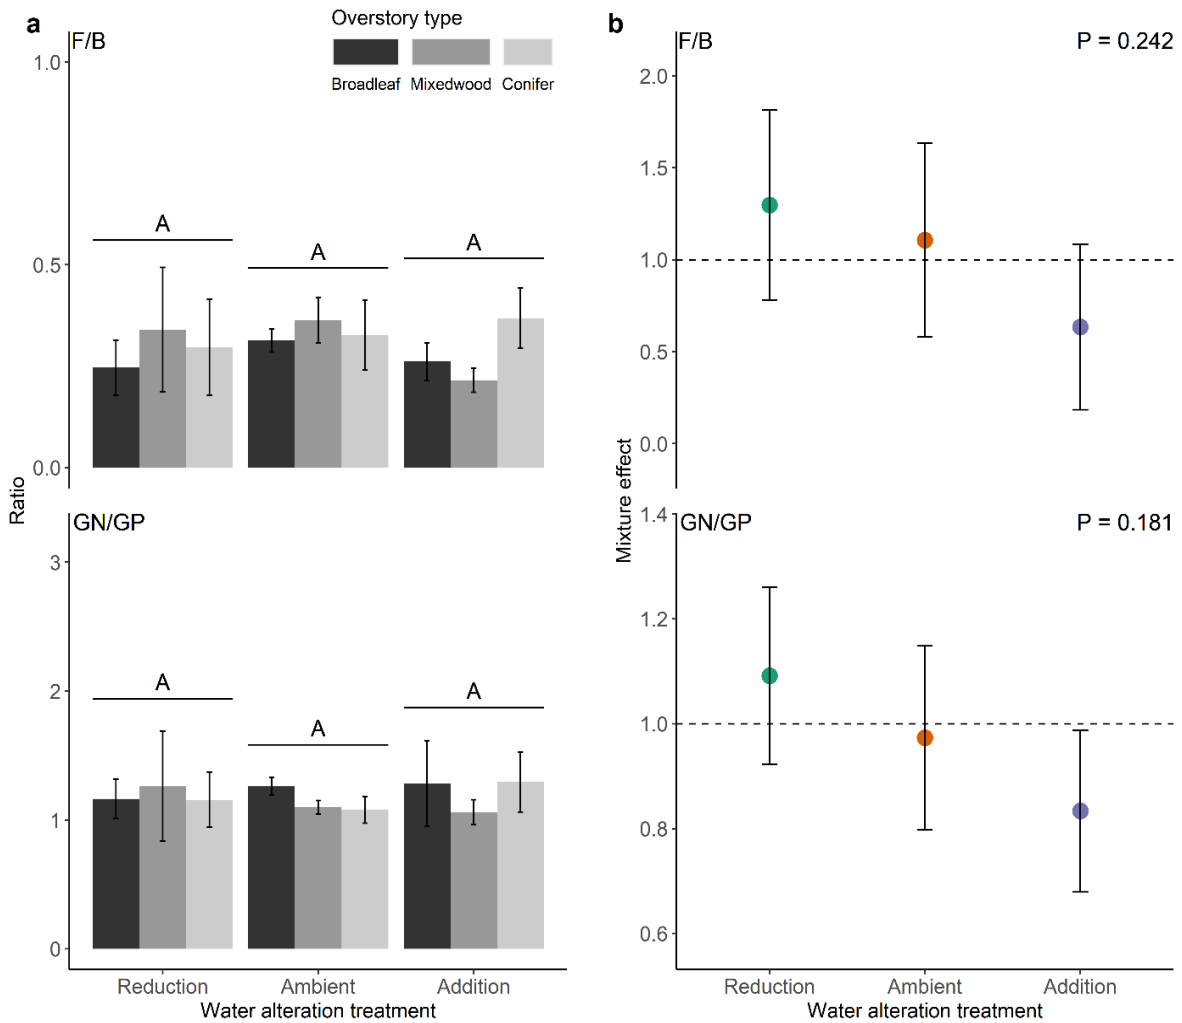 a
Overstory type
Broadleaf Mixedwood Conifer
F/B
1.0
0.5
0.0
A
A
A
Ratio
GN/GP
3
2
1
0
A
A
A
Reduction Ambient Addition
Water alteration treatment
b
F/B
P = 0.242
2.0
1.5
1.0
0.5
0.0
Mixture effect
GN/GP
P = 0.181
1.4
1.2
1.0
0.8
0.6
Reduction Ambient Addition
Water alteration treatment